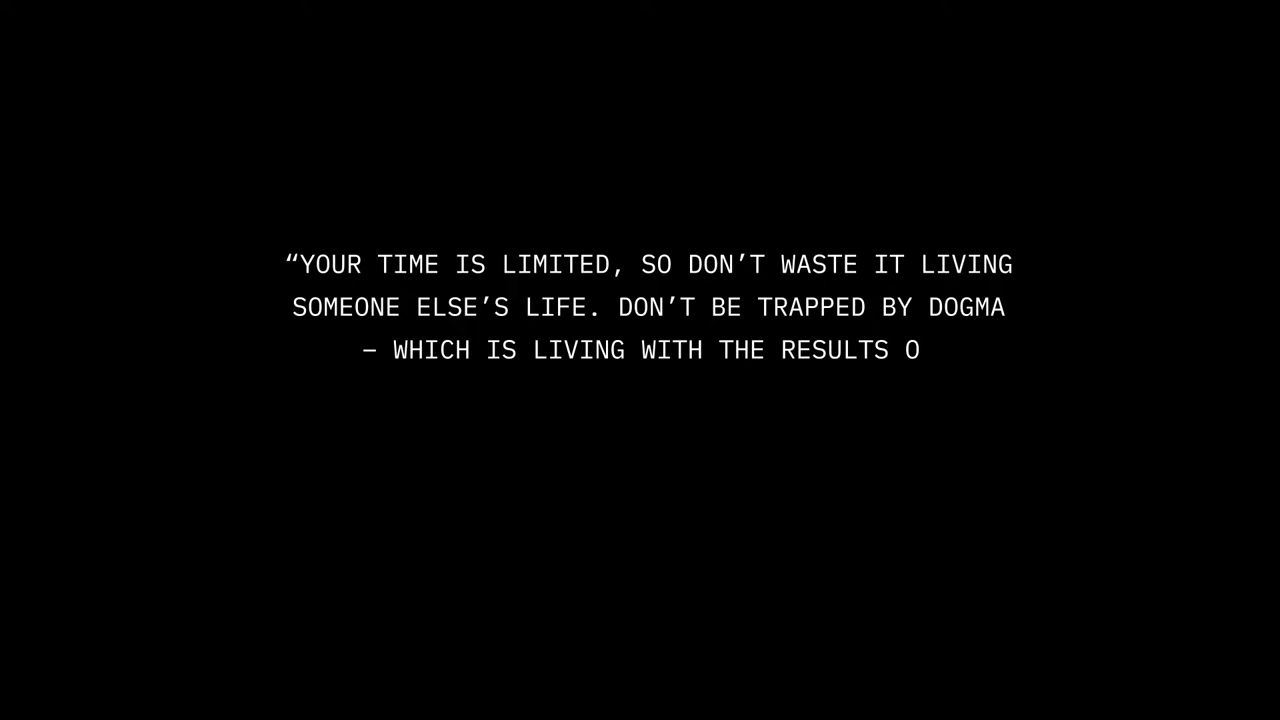 “YOUR TIME IS LIMITED, SO DON’T WASTE IT LIVING
SOMEONE ELSE’S LIFE. DON’T BE TRAPPED BY DOGMA
– WHICH IS LIVING WITH THE RESULTS O